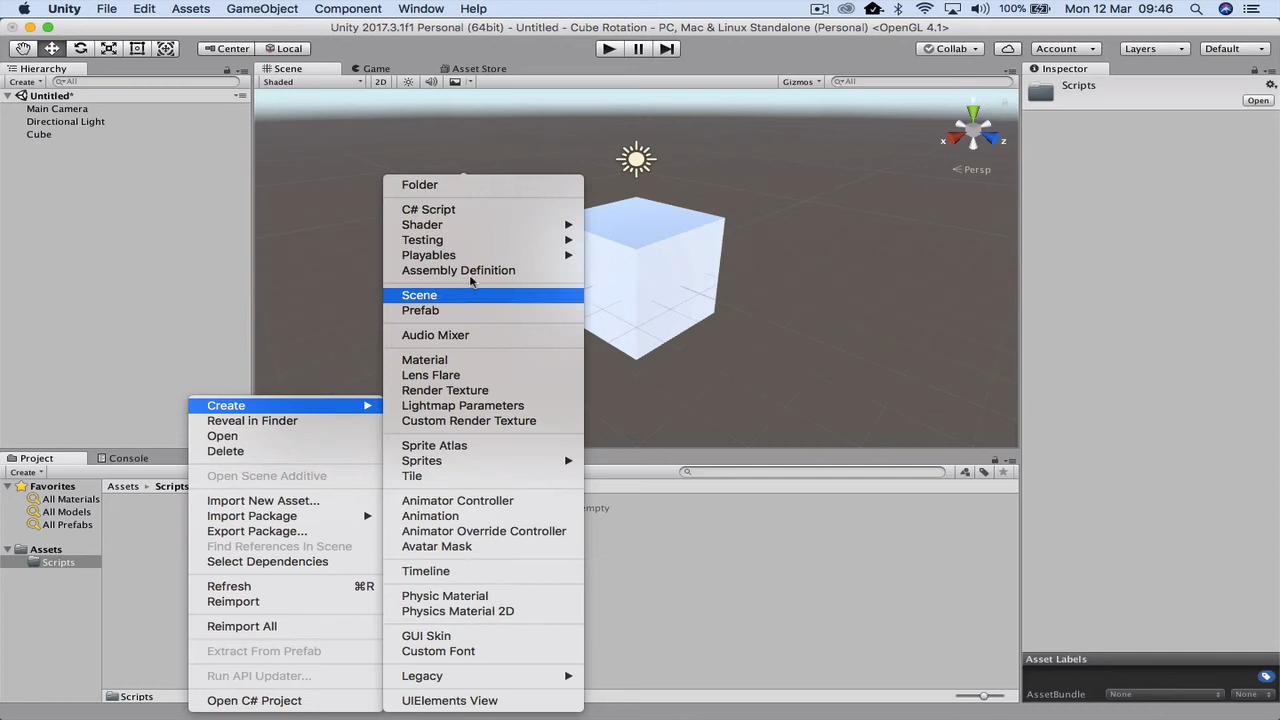 Unity File Edit Assets GameObject Component Window Help 100% Mon 12 Mar 09:46
Unity 2017.3.1f1 Personal (64bit) - Untitled - Cube Rotation - PC, Mac & Linux Standalone (Personal) <OpenGL 4.1>
Center Local Collab Account Layers Default
Hierarchy Scene Game Asset Store Inspector
Create All Shaded 2D Gizmos All Scripts
Open
Untitled*
Main Camera
Directional Light
Cube
x z
Persp
Folder
C# Script
Shader
Testing
Playables
Assembly Definition
Scene
Prefab
Audio Mixer
Material
Lens Flare
Render Texture
Lightmap Parameters
Custom Render Texture
Sprite Atlas
Sprites
Tile
Animator Controller
Animation
Animator Override Controller
Avatar Mask
Timeline
Physic Material
Physics Material 2D
GUI Skin
Custom Font
Legacy
UIElements View
Create
Reveal in Finder
Open
Delete
Open Scene Additive
Import New Asset...
Import Package
Export Package...
Find References In Scene
Select Dependencies
Refresh ⌘R
Reimport
Reimport All
Extract From Prefab
Run API Updater...
Open C# Project
Project Console
Create
Favorites
All Materials
All Models
All Prefabs
Assets
Scripts
Assets Scripts
empty
Scripts
Asset Labels
AssetBundle None None